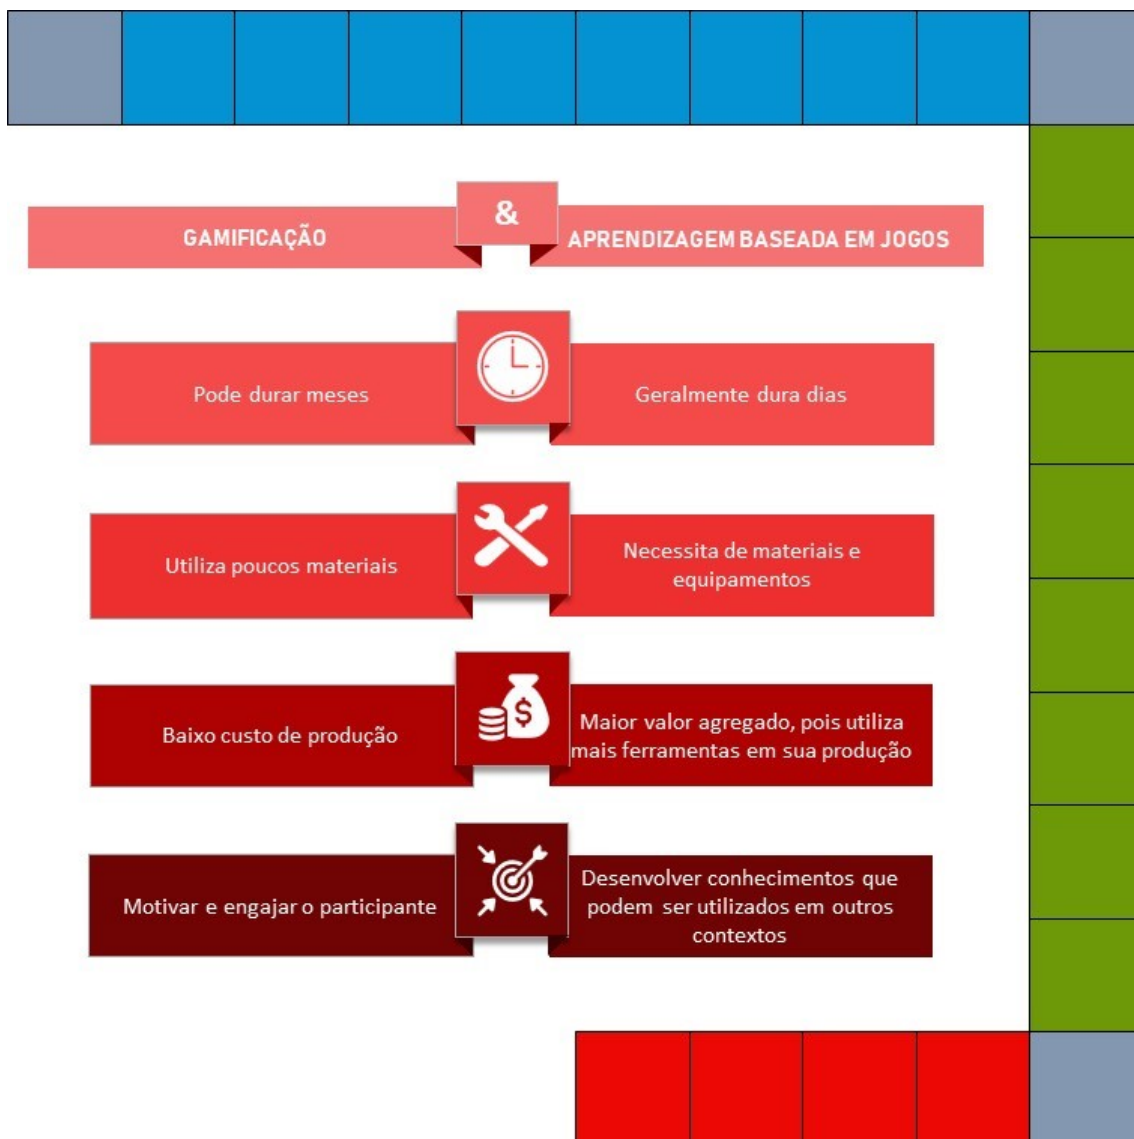 GAMIFICAÇÃO
&
APRENDIZAGEM BASEADA EM JOGOS
Pode durar meses
Geralmente dura dias
Utiliza poucos materiais
Necessita de materiais e
equipamentos
Baixo custo de produção
$
Maior valor agregado, pois utiliza
mais ferramentas em sua produção
Motivar e engajar o participante
Desenvolver conhecimentos que
podem ser utilizados em outros
contextos